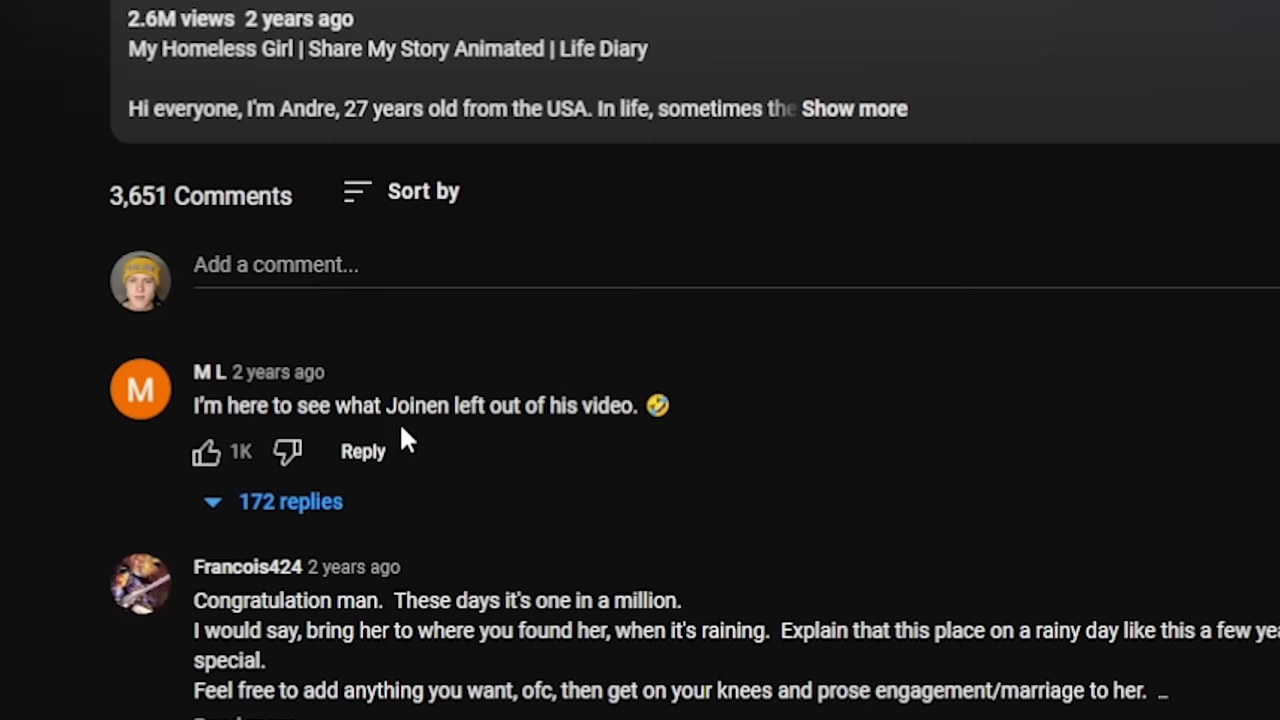 2.6M views 2 years ago
My Homeless Girl | Share My Story Animated | Life Diary
Hi everyone, I'm Andre, 27 years old from the USA. In life, sometimes the Show more
3,651 Comments Sort by
Add a comment...
M
M L 2 years ago
I'm here to see what Joinen left out of his video. 🤣
1K Reply
172 replies
Francois424 2 years ago
Congratulation man. These days it's one in a million.
I would say, bring her to where you found her, when it's raining. Explain that this place on a rainy day like this a few
special.
Feel free to add anything you want, ofc, then get on your knees and prose engagement/marriage to her. ...